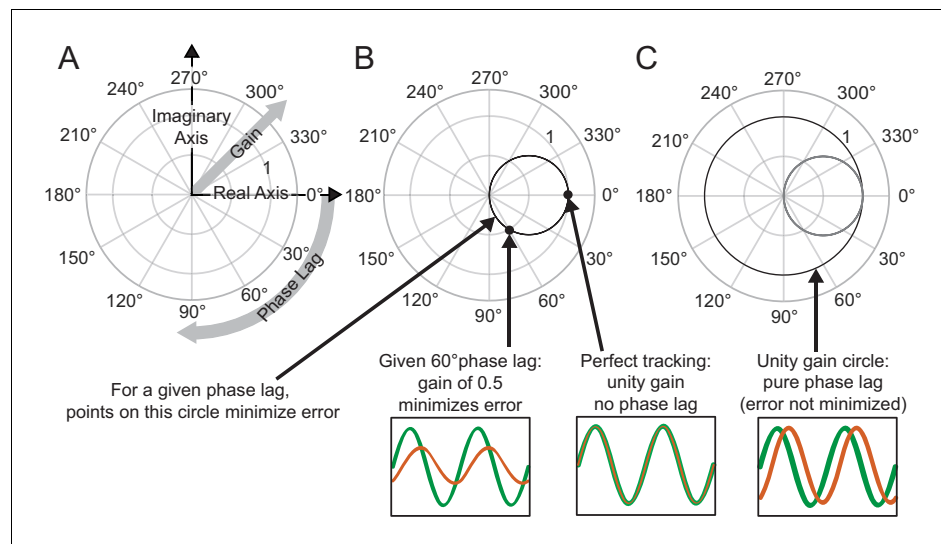 A
270°
240°
300°
Imaginary
Axis
Gain
210°
330°
1
180°
Real Axis
0°
150°
30°
Phase Lag
120°
60°
90°
B
270°
240°
300°
210°
1
330°
180°
0°
150°
30°
120°
60°
90°
C
270°
240°
300°
210°
1
330°
180°
0°
150°
30°
120°
60°
90°
For a given phase lag,
points on this circle minimize error
Given 60°phase lag:
gain of 0.5
minimizes error
Perfect tracking:
unity gain
no phase lag
Unity gain circle:
pure phase lag
(error not minimized)